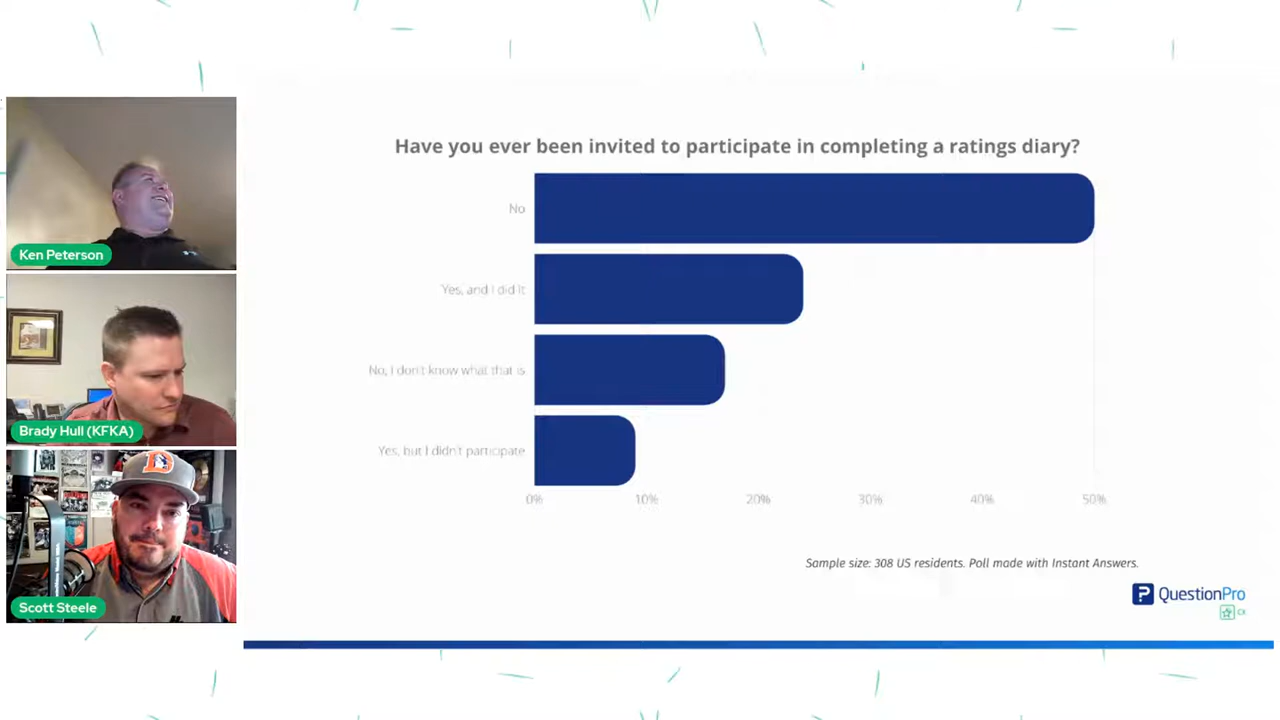 Have you ever been invited to participate in completing a ratings diary?
No
Yes, and I did it
No, I don't know what that is
Yes, but I didn't participate
0% 10% 20% 30% 40% 50%
Sample size: 308 US residents. Poll made with Instant Answers.
QuestionPro
CX
Ken Peterson
Brady Hull (KFKA)
Scott Steele